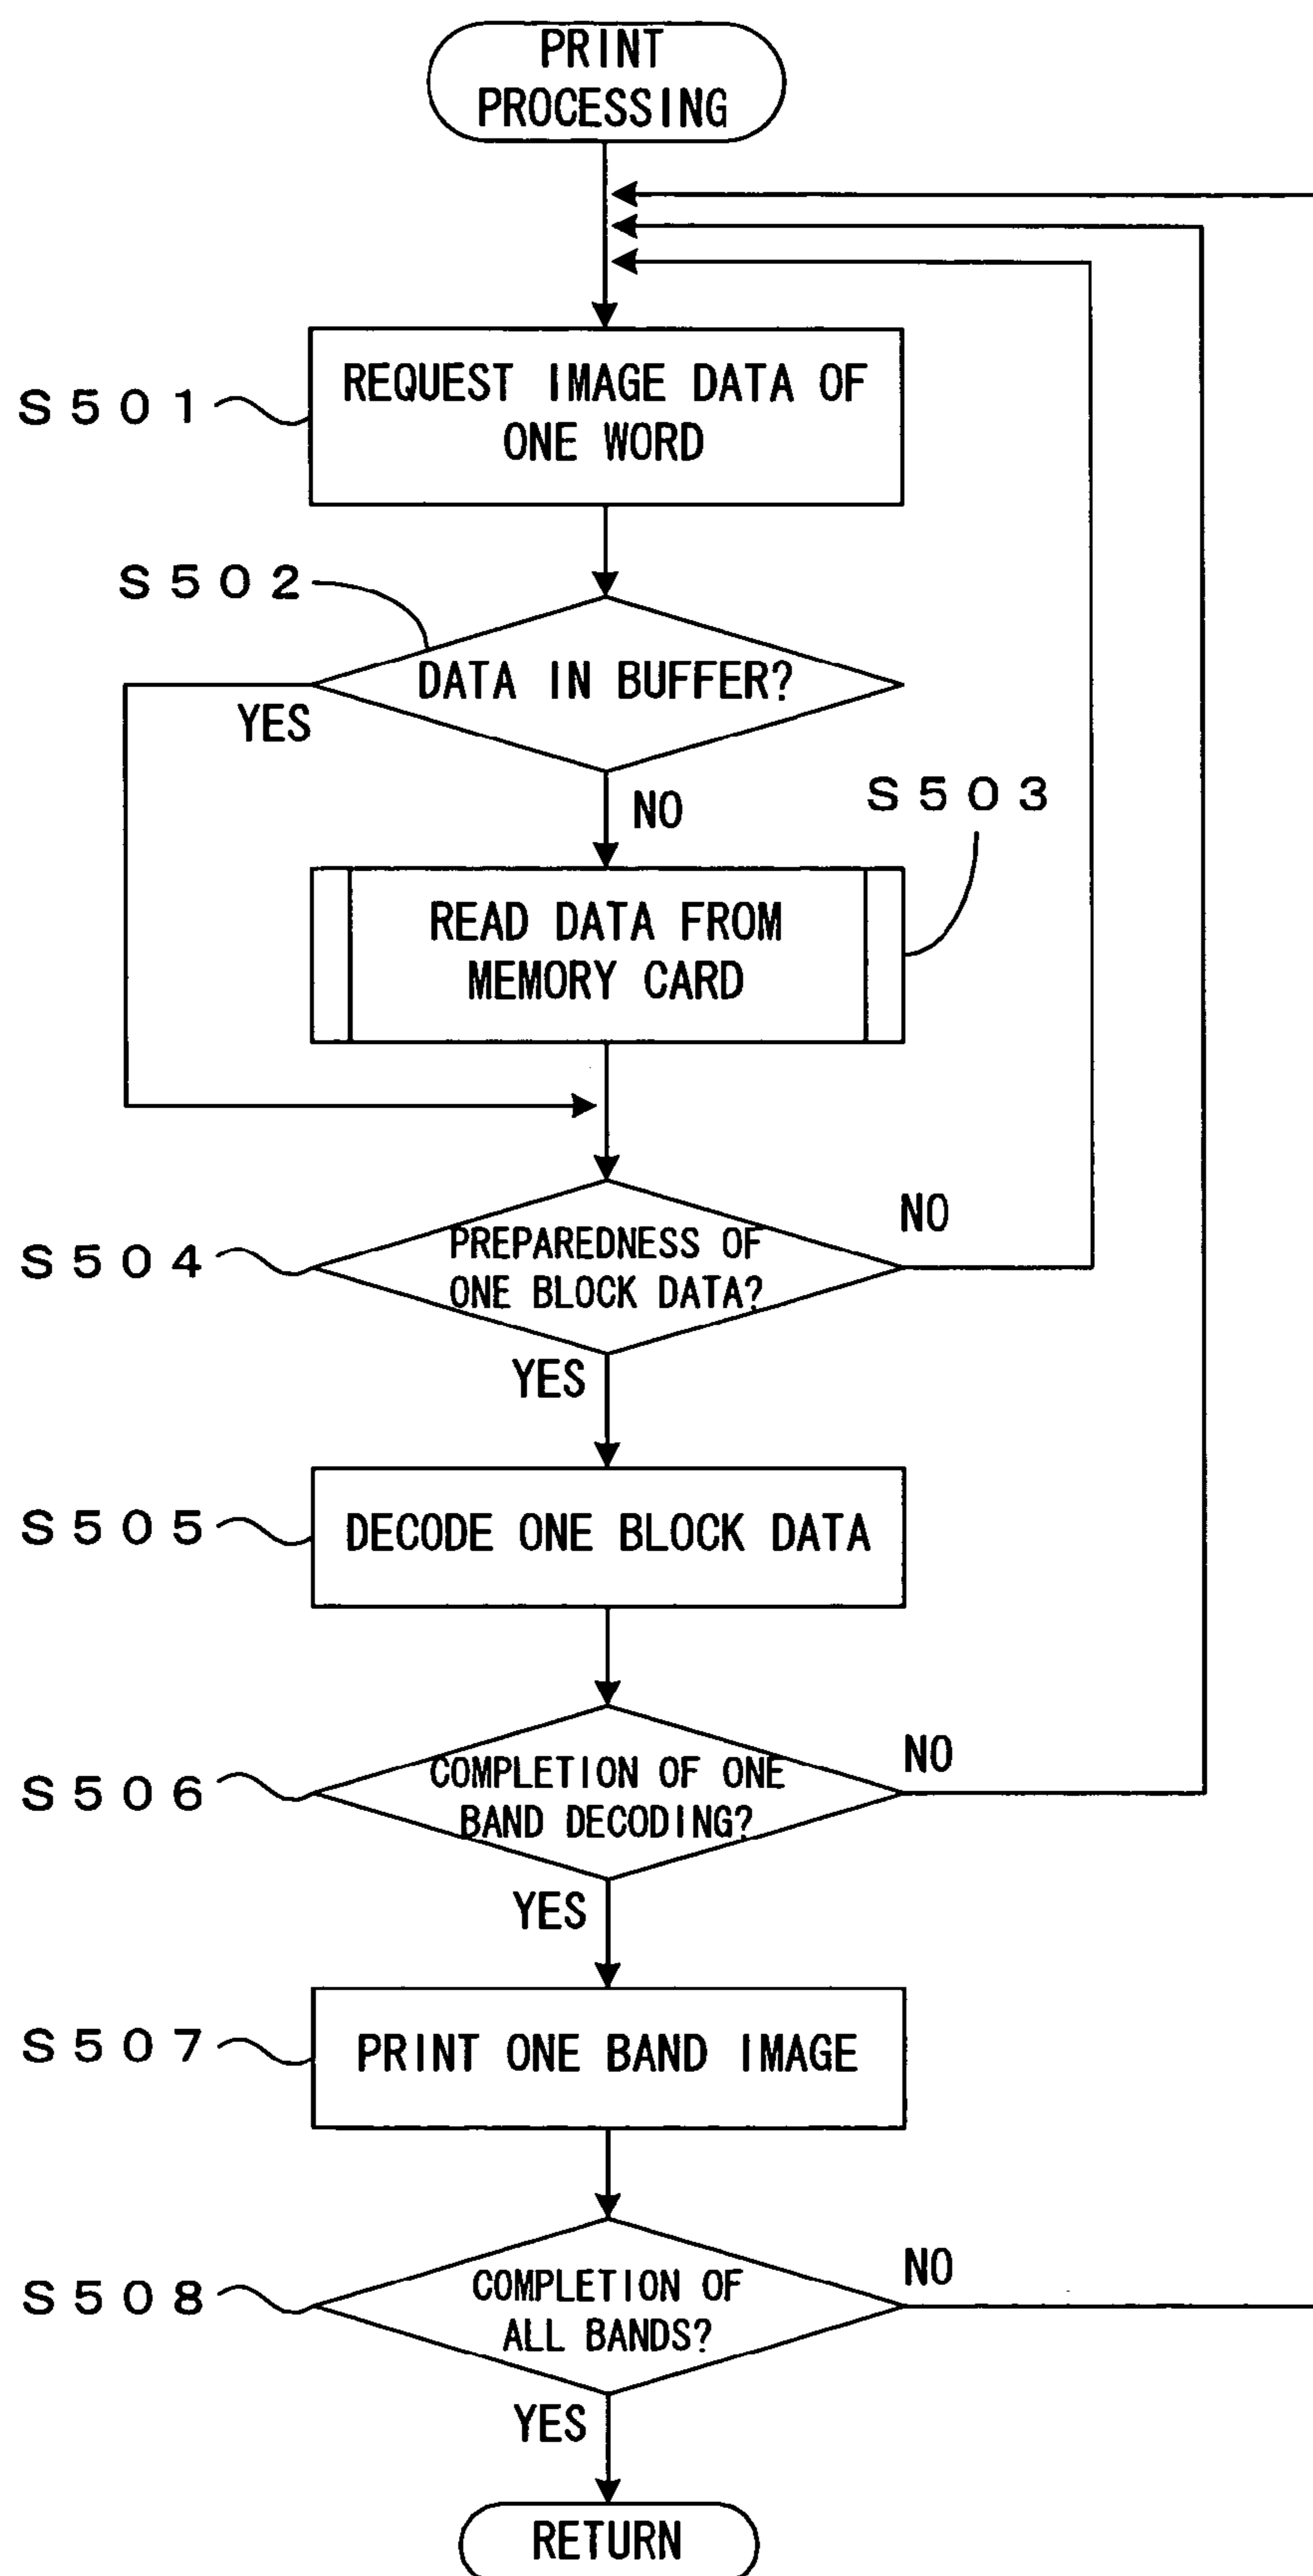 PRINT
PROCESSING
S501
REQUEST IMAGE DATA OF
ONE WORD
S502
DATA IN BUFFER?
YES
NO
S503
READ DATA FROM
MEMORY CARD
S504
PREPAREDNESS OF
ONE BLOCK DATA?
NO
YES
S505
DECODE ONE BLOCK DATA
S506
COMPLETION OF ONE
BAND DECODING?
NO
YES
S507
PRINT ONE BAND IMAGE
S508
COMPLETION OF
ALL BANDS?
NO
YES
RETURN